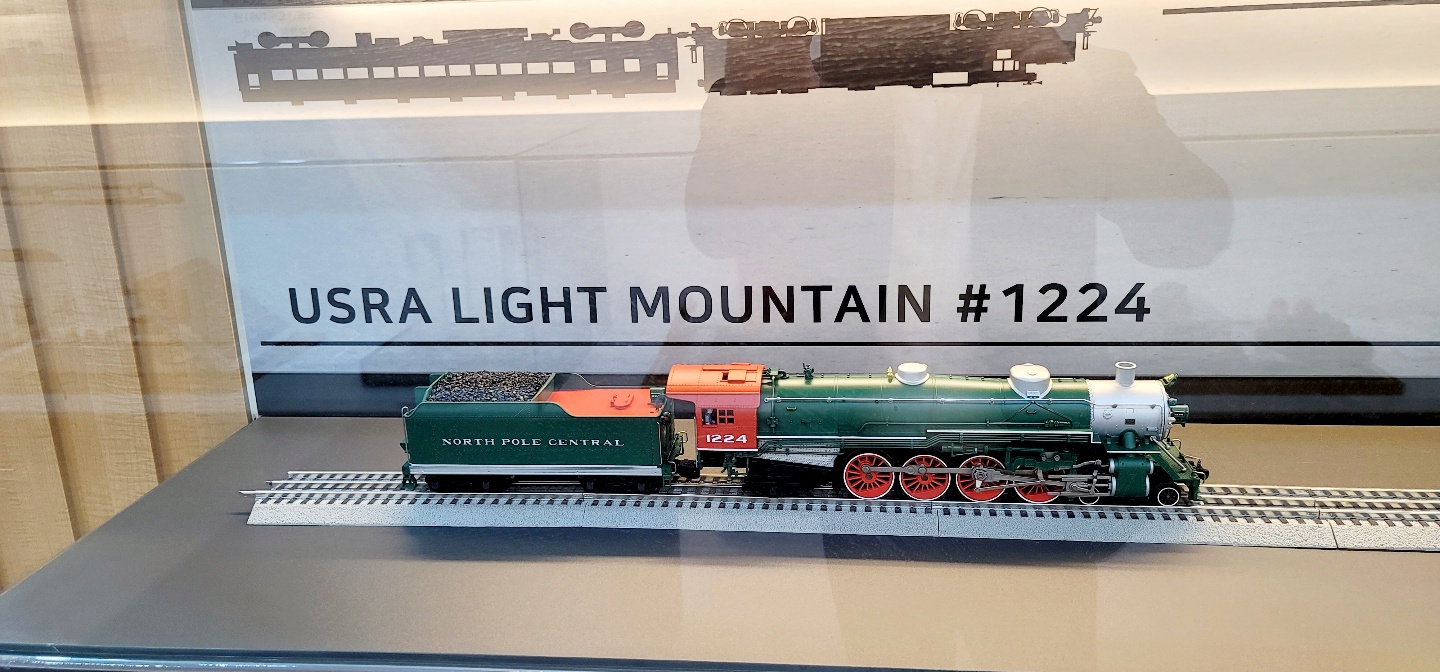 USRA LIGHT MOUNTAIN #1224
NORTH POLE CENTRAL
1224